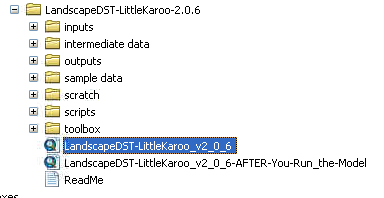 LandscapeDST-LittleKaroo-2.0.6
inputs
intermediate data
outputs
sample data
scratch
scripts
toolbox
LandscapeDST-LittleKaroo_v2_0_6
LandscapeDST-LittleKaroo_v2_0_6-AFTER-You-Run_the-Model
ReadMe